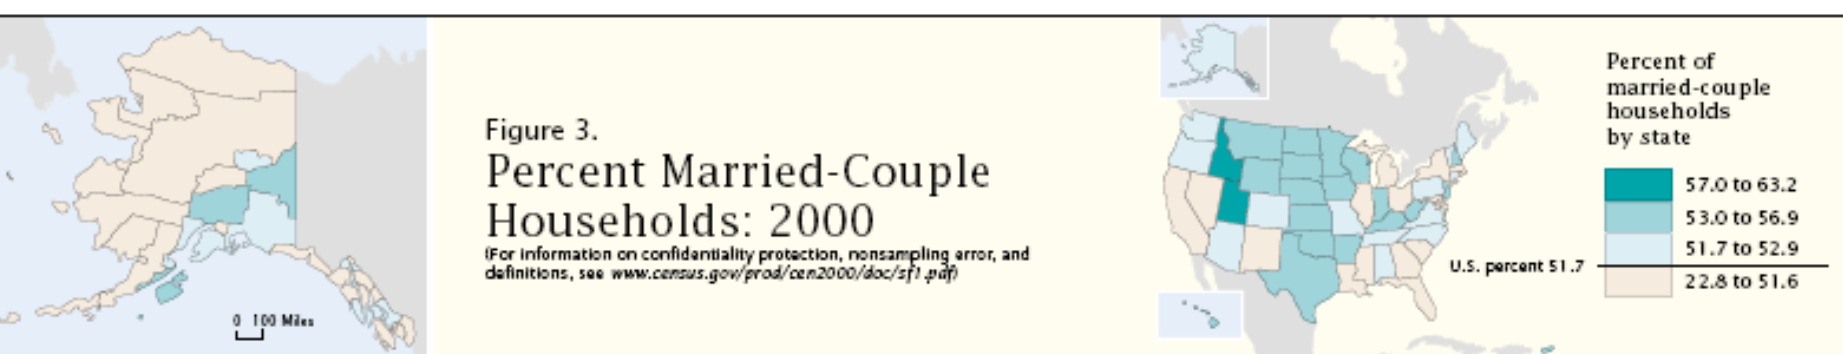 Figure 3.
Percent Married-Couple
Households: 2000
(For information on confidentiality protection, nonsampling error, and
definitions, see www.census.gov/prod/cen2000/doc/sf1.pdf)
0 100 Miles
Percent of
married-couple
households
by state
57.0 to 63.2
53.0 to 56.9
51.7 to 52.9
U.S. percent 51.7
22.8 to 51.6